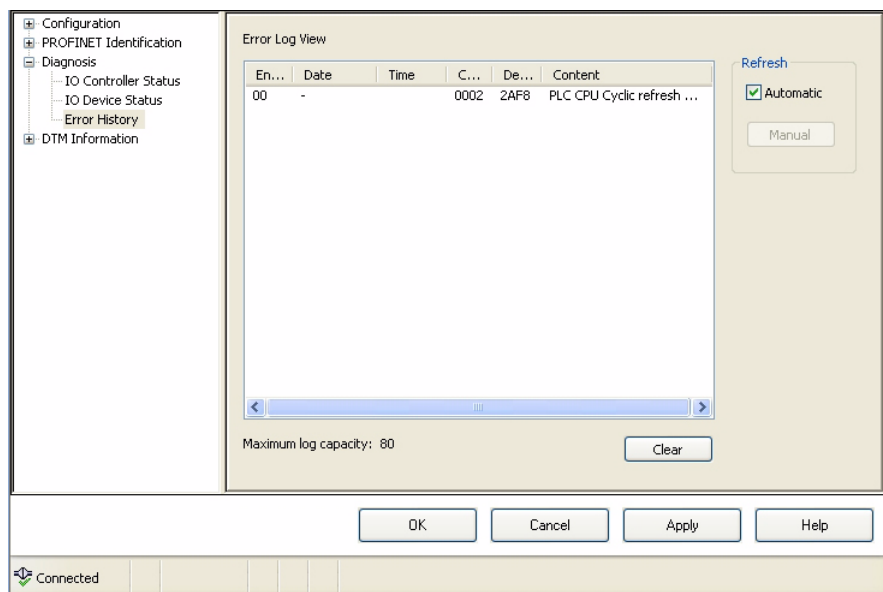 Configuration
PROFINET Identification
Diagnosis
IO Controller Status
IO Device Status
Error History
DTM Information
Error Log View
En... Date Time C... De... Content
00 - 0002 2AF8 PLC CPU Cyclic refresh ...
Maximum log capacity: 80
Clear
Refresh
Automatic
Manual
OK Cancel Apply Help
Connected